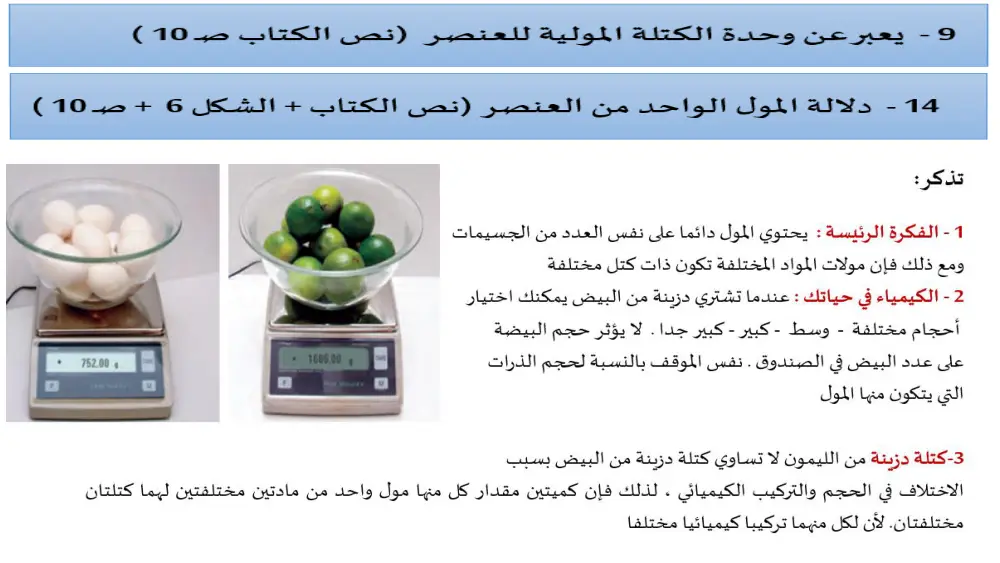 9 - يعبر عن وحدة الكتلة المولية للعنصر (نص الكتاب صـ 10 )
14 - دلالة المول الواحد من العنصر (نص الكتاب + الشكل 6 + صـ 10 )
تذكر:
1 - الفكرة الرئيسة : يحتوي المول دائما على نفس العدد من الجسيمات
ومع ذلك فإن مولات المواد المختلفة تكون ذات كتل مختلفة
2 - الكيمياء في حياتك : عندما تشتري دزينة من البيض يمكنك اختيار
أحجام مختلفة - وسط - كبير - كبير جدا . لا يؤثر حجم البيضة
على عدد البيض في الصندوق . نفس الموقف بالنسبة لحجم الذرات
التي يتكون منها المول
752.00 g
g
3-كتلة دزينة من الليمون لا تساوي كتلة دزينة من البيض بسبب
الاختلاف في الحجم والتركيب الكيميائي ، لذلك فإن كميتين مقدار كل منها مول واحد من مادتين مختلفتين لهما كتلتان
مختلفتان. لأن لكل منهما تركيبا كيميائيا مختلفا